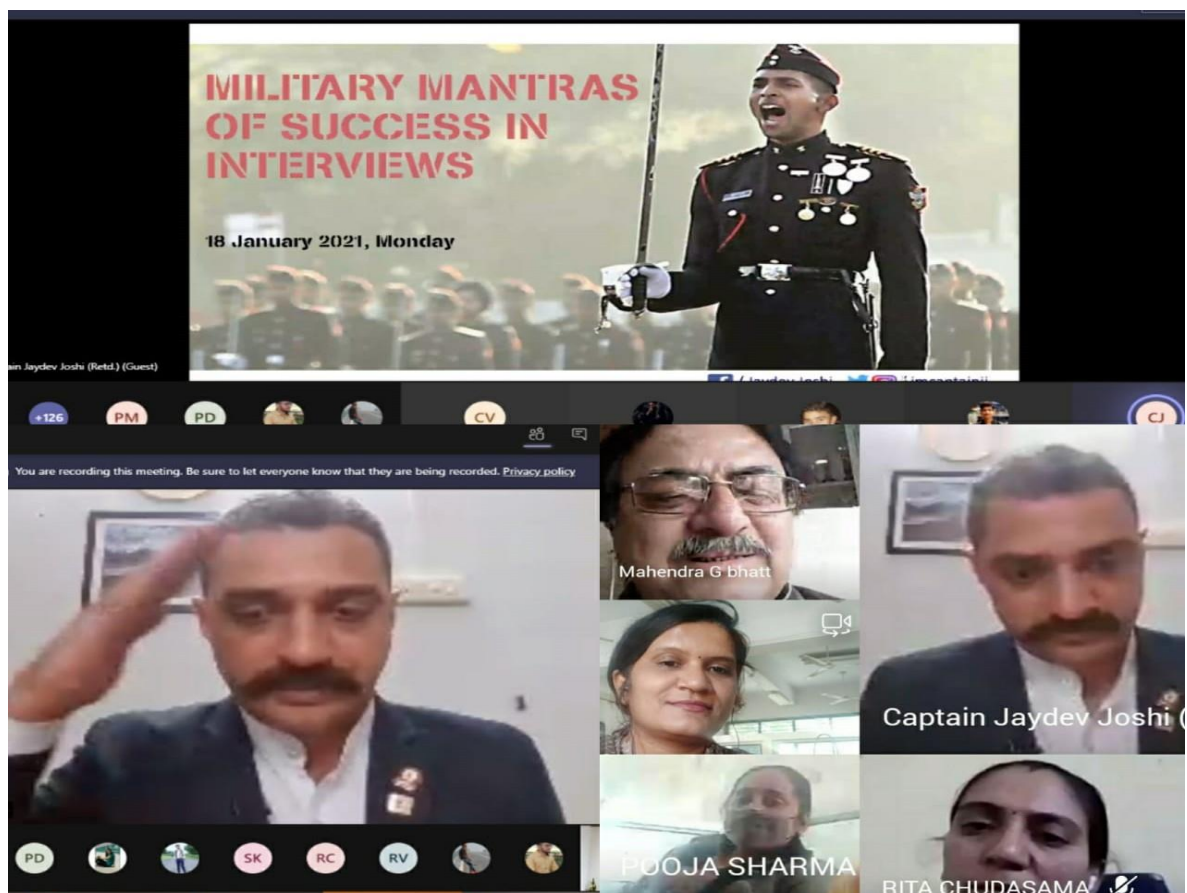 MILITARY MANTRAS
OF SUCCESS IN
INTERVIEWS
18 January 2021, Monday
ain Jaydev Joshi (Retd.) (Guest)
/ Jaydev Joshi
+126
PM
PD
CV
CJ
You are recording this meeting. Be sure to let everyone know that they are being recorded. Privacy policy
Mahendra G bhatt
Captain Jaydev Joshi (
PD
SK
RC
RV
POOJA SHARMA
RITA CHUDASAMA